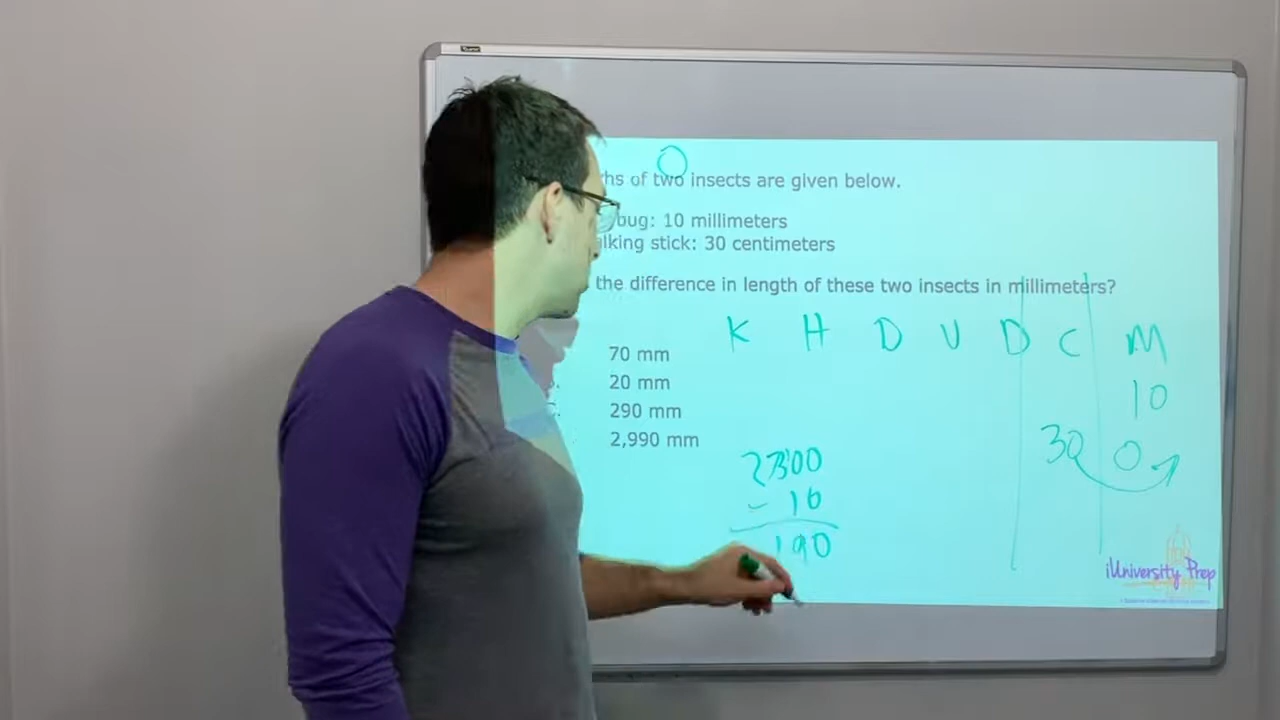 of two insects are given below.
bug: 10 millimeters
stick: 30 centimeters
the difference in length of these two insects in millimeters?
K H D U D C M
70 mm
20 mm
10
290 mm
2,990 mm
30 0
2300
- 10
190
iUniversity Prep